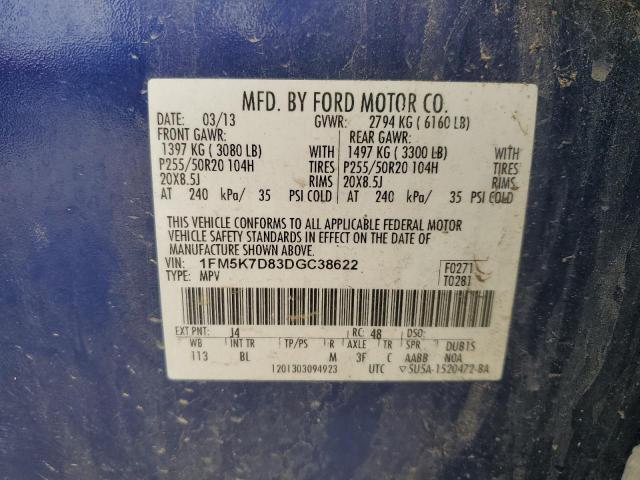 MFD. BY FORD MOTOR CO.
DATE: 03/13 GVWR: 2794 KG ( 6160 LB)
FRONT GAWR: REAR GAWR:
1397 KG ( 3080 LB) WITH 1497 KG ( 3300 LB) WITH
P255/50R20 104H TIRES P255/50R20 104H TIRES
20X8.5J RIMS 20X8.5J RIMS
AT 240 kPa/ 35 PSI COLD AT 240 kPa/ 35 PSI COLD
THIS VEHICLE CONFORMS TO ALL APPLICABLE FEDERAL MOTOR
VEHICLE SAFETY STANDARDS IN EFFECT ON THE DATE OF
MANUFACTURE SHOWN ABOVE.
VIN: 1FM5K7D83DGC38622 F0271
TYPE: MPV T0281
EXT PNT: J4 RC: 48 DSO:
WB INT TR TP/PS R AXLE TR SPR DUB1S
113 BL M 3F C AABB NOA
1201303094923 UTC ▽5U5A-1520472-BA